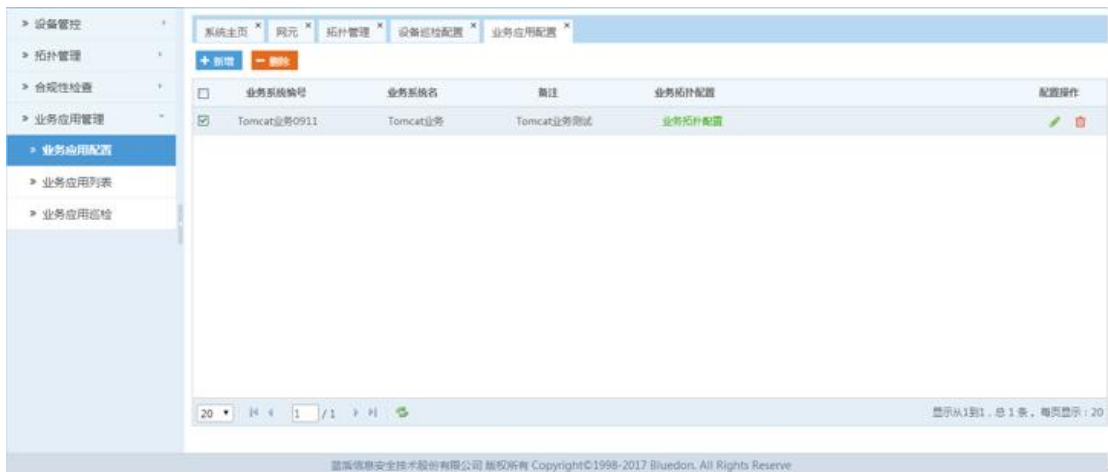 » 设备管控
» 拓扑管理
» 合规性检查
» 业务应用管理
» 业务应用配置
» 业务应用列表
» 业务应用巡检
系统主页 × 网元 × 拓扑管理 × 设备巡检配置 × 业务应用配置 ×
+ 新增 − 删除
业务系统编号 业务系统名 备注 业务拓扑配置 配置操作
Tomcat业务0911 Tomcat业务 Tomcat业务测试 业务拓扑配置
20 1 / 1 显示从1到1，总 1 条，每页显示：20
蓝盾信息安全技术股份有限公司 版权所有 Copyright©1998-2017 Bluedon. All Rights Reserve